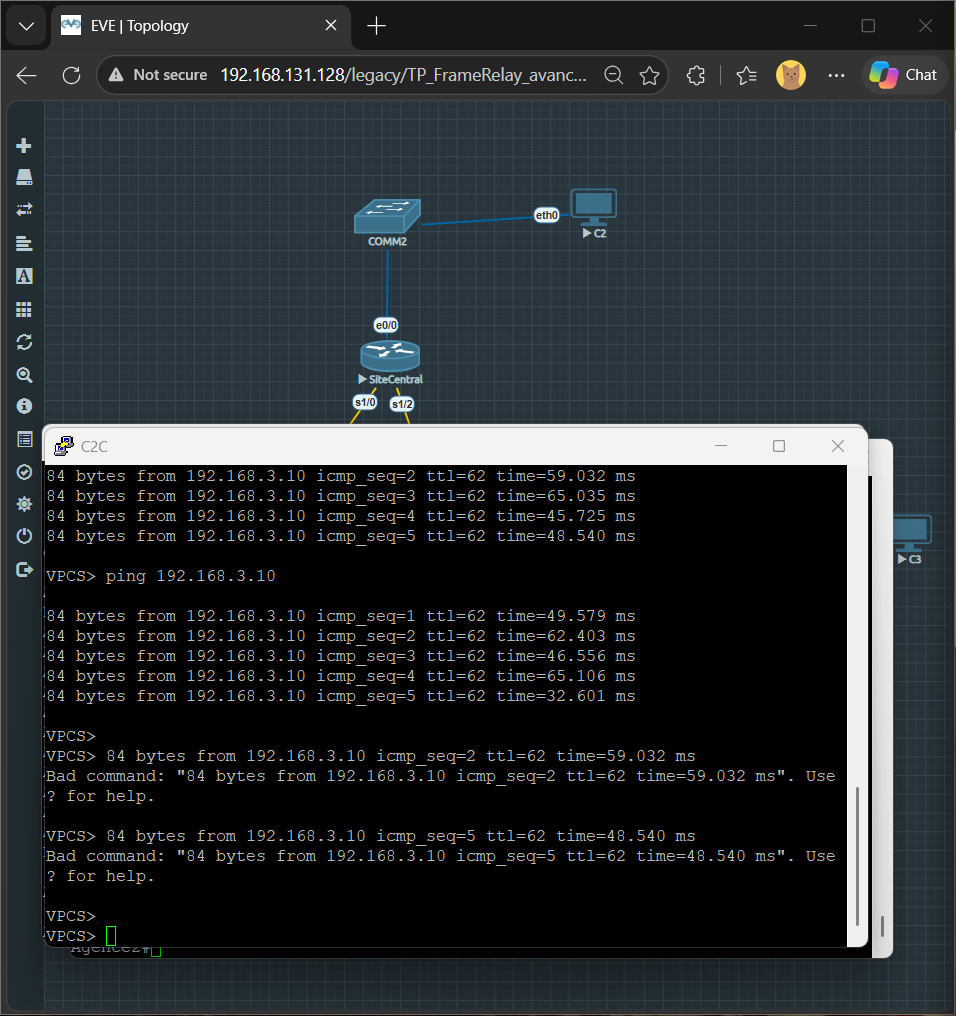 EVE | Topology
Not secure 192.168.131.128/legacy/TP_FrameRelay_avanc...
Chat
eth0
C2
COMM2
e0/0
SiteCentral
s1/0
s1/2
C2C
84 bytes from 192.168.3.10 icmp_seq=2 ttl=62 time=59.032 ms
84 bytes from 192.168.3.10 icmp_seq=3 ttl=62 time=65.035 ms
84 bytes from 192.168.3.10 icmp_seq=4 ttl=62 time=45.725 ms
84 bytes from 192.168.3.10 icmp_seq=5 ttl=62 time=48.540 ms
C3
VPCS> ping 192.168.3.10
84 bytes from 192.168.3.10 icmp_seq=1 ttl=62 time=49.579 ms
84 bytes from 192.168.3.10 icmp_seq=2 ttl=62 time=62.403 ms
84 bytes from 192.168.3.10 icmp_seq=3 ttl=62 time=46.556 ms
84 bytes from 192.168.3.10 icmp_seq=4 ttl=62 time=65.106 ms
84 bytes from 192.168.3.10 icmp_seq=5 ttl=62 time=32.601 ms
VPCS>
VPCS> 84 bytes from 192.168.3.10 icmp_seq=2 ttl=62 time=59.032 ms
Bad command: "84 bytes from 192.168.3.10 icmp_seq=2 ttl=62 time=59.032 ms". Use
? for help.
VPCS> 84 bytes from 192.168.3.10 icmp_seq=5 ttl=62 time=48.540 ms
Bad command: "84 bytes from 192.168.3.10 icmp_seq=5 ttl=62 time=48.540 ms". Use
? for help.
VPCS>
VPCS>
Agence2#